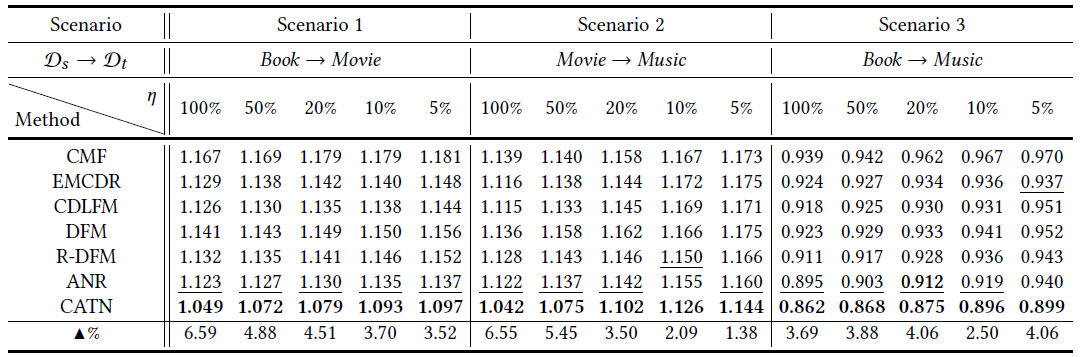 Scenario Scenario 1 Scenario 2 Scenario 3
𝒟s → 𝒟t Book → Movie Movie → Music Book → Music
η
Method 100% 50% 20% 10% 5% 100% 50% 20% 10% 5% 100% 50% 20% 10% 5%
CMF 1.167 1.169 1.179 1.179 1.181 1.139 1.140 1.158 1.167 1.173 0.939 0.942 0.962 0.967 0.970
EMCDR 1.129 1.138 1.142 1.140 1.148 1.116 1.138 1.144 1.172 1.175 0.924 0.927 0.934 0.936 0.937
CDLFM 1.126 1.130 1.135 1.138 1.144 1.115 1.133 1.145 1.169 1.171 0.918 0.925 0.930 0.931 0.951
DFM 1.141 1.143 1.149 1.150 1.156 1.136 1.158 1.162 1.166 1.175 0.923 0.929 0.933 0.941 0.952
R-DFM 1.132 1.135 1.141 1.146 1.152 1.128 1.143 1.146 1.150 1.166 0.911 0.917 0.928 0.936 0.943
ANR 1.123 1.127 1.130 1.135 1.137 1.122 1.137 1.142 1.155 1.160 0.895 0.903 0.912 0.919 0.940
CATN 1.049 1.072 1.079 1.093 1.097 1.042 1.075 1.102 1.126 1.144 0.862 0.868 0.875 0.896 0.899
▲% 6.59 4.88 4.51 3.70 3.52 6.55 5.45 3.50 2.09 1.38 3.69 3.88 4.06 2.50 4.06